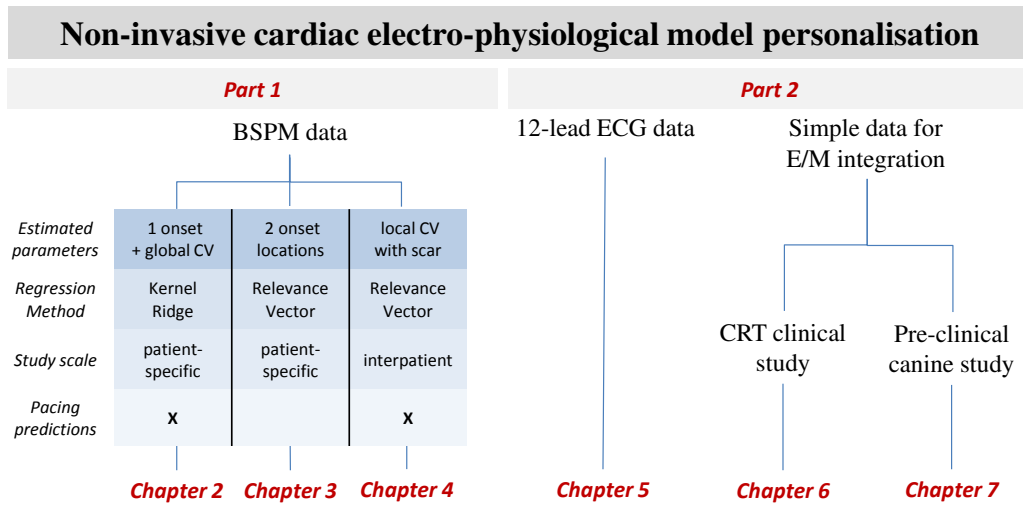 Non-invasive cardiac electro-physiological model personalisation
Part 1
Part 2
BSPM data
12-lead ECG data
Simple data for
E/M integration
Estimated
parameters
1 onset
+ global CV
2 onset
locations
local CV
with scar
Regression
Method
Kernel
Ridge
Relevance
Vector
Relevance
Vector
Study scale
patient-
specific
patient-
specific
interpatient
Pacing
predictions
X
X
CRT clinical
study
Pre-clinical
canine study
Chapter 2
Chapter 3
Chapter 4
Chapter 5
Chapter 6
Chapter 7